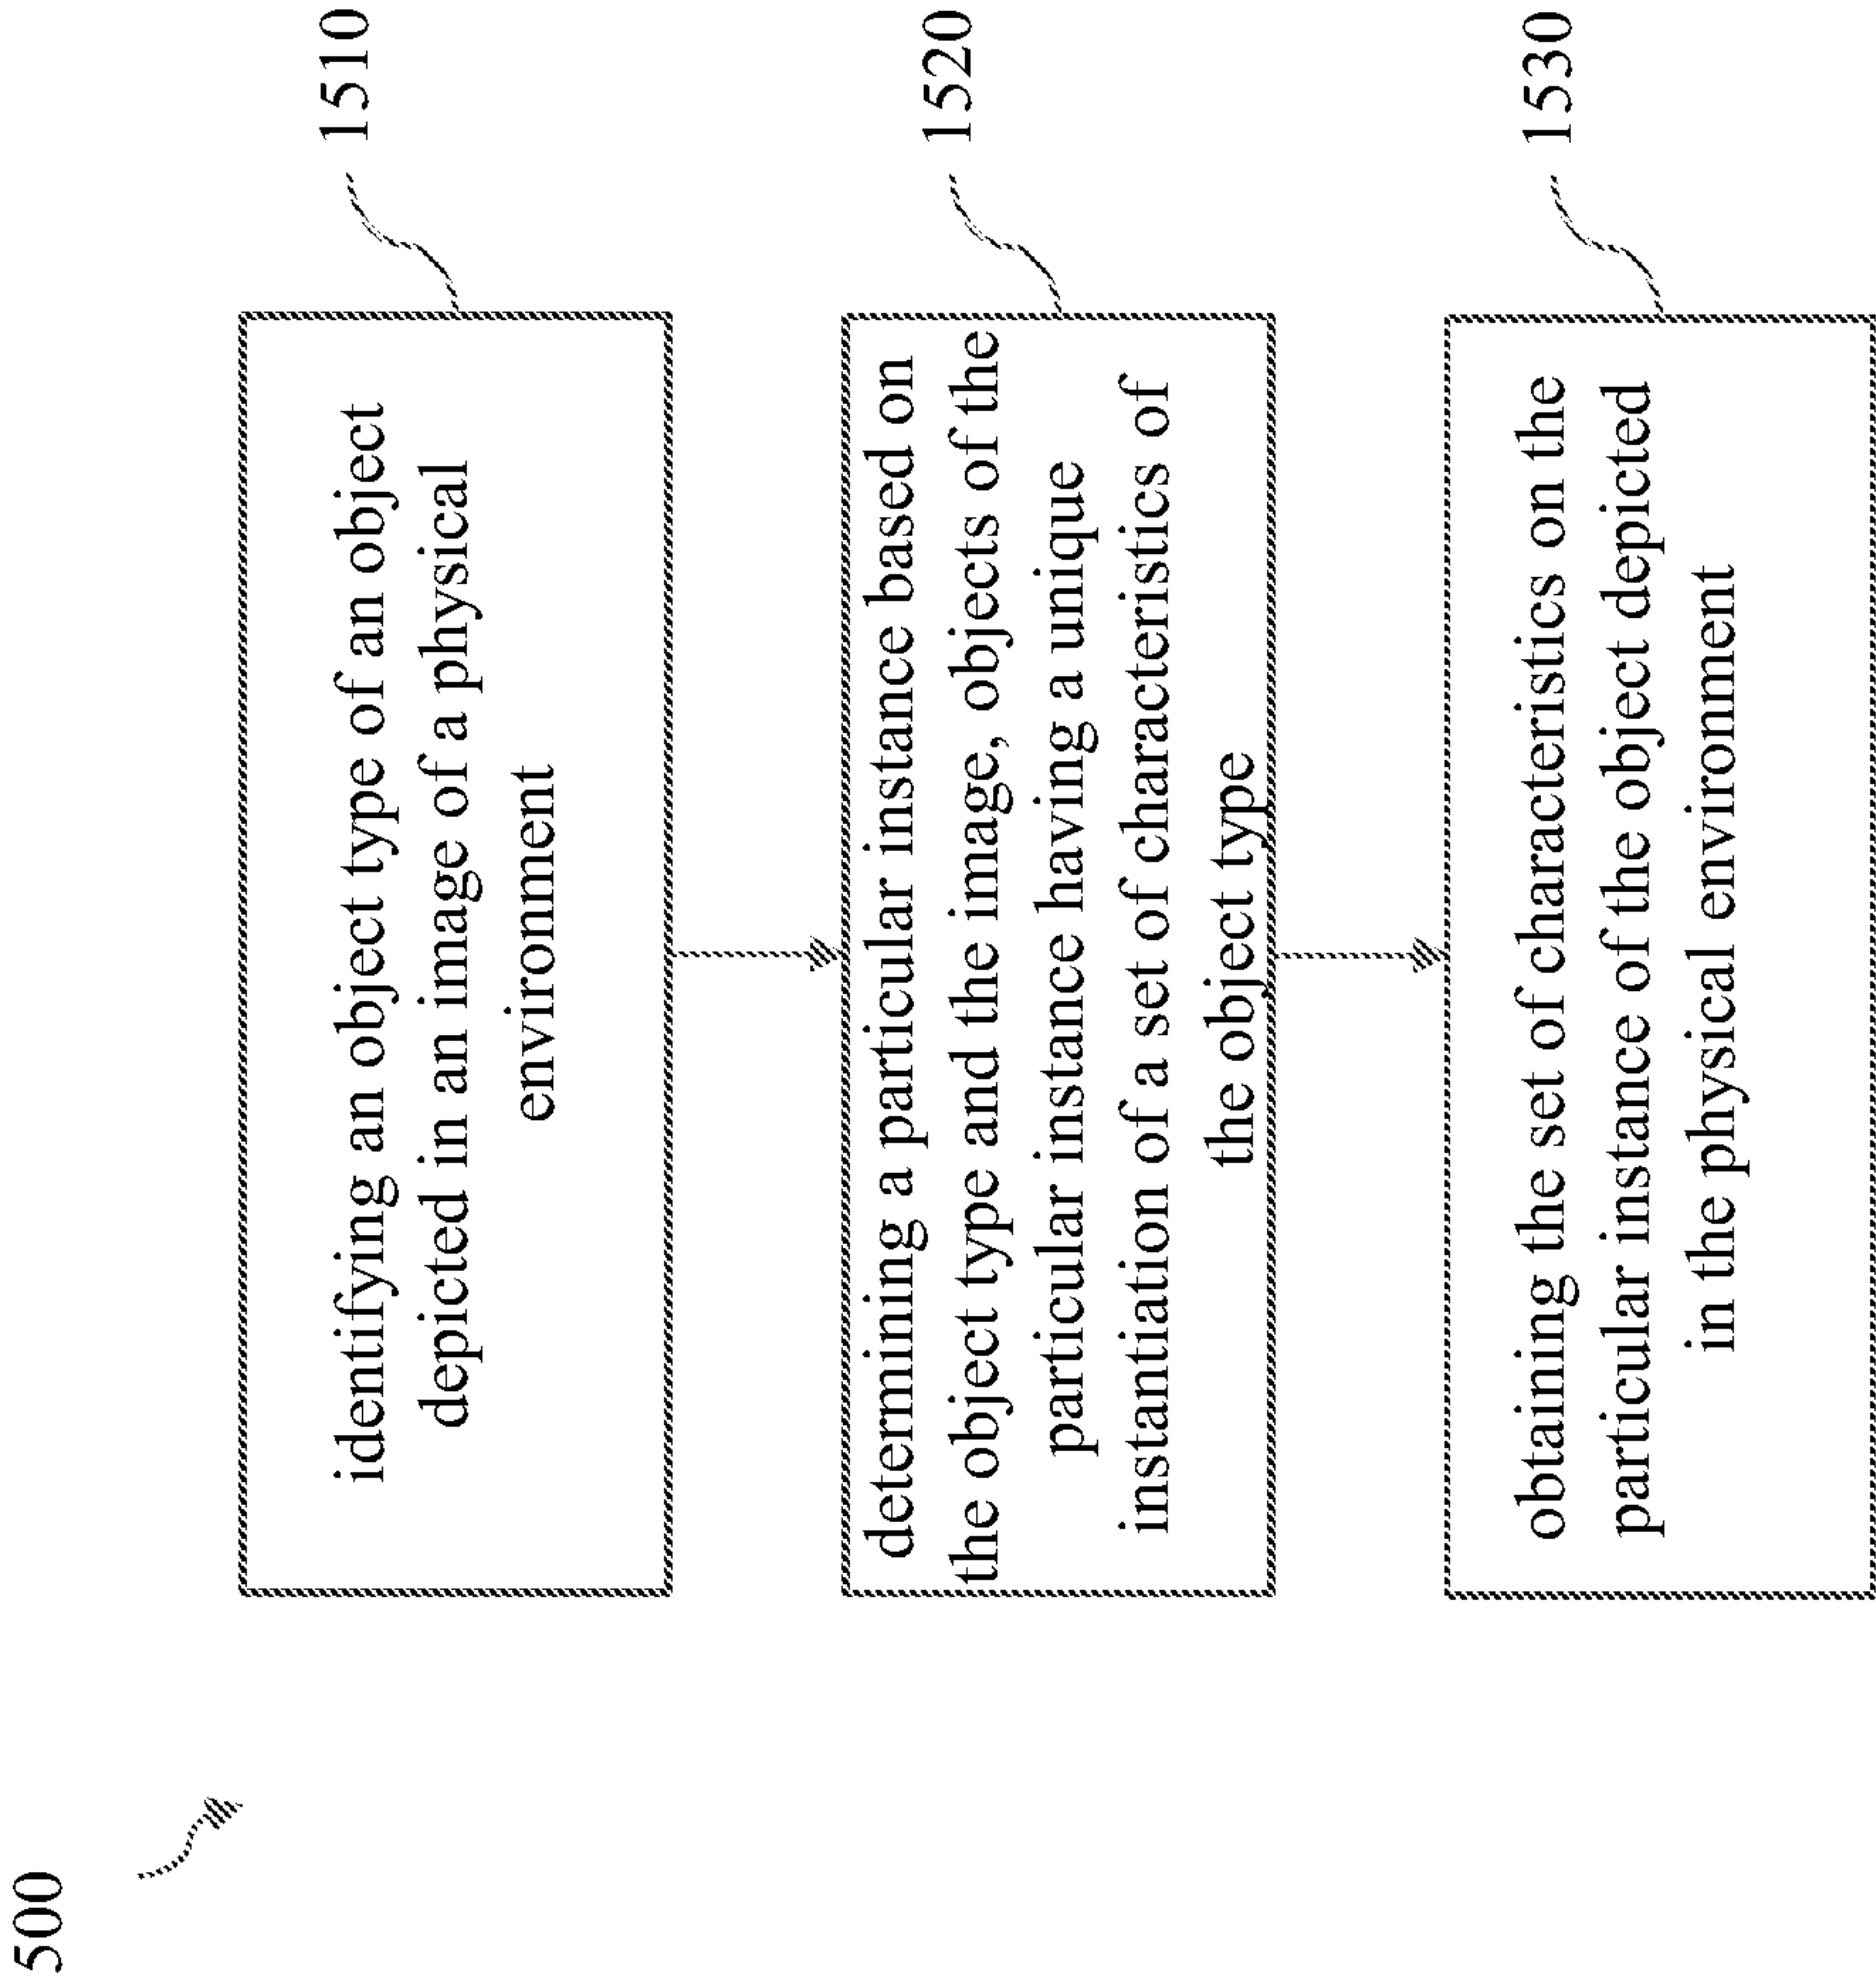 500
identifying an object type of an object
depicted in an image of a physical
environment
1510
determining a particular instance based on
the object type and the image, objects of the
particular instance having a unique
instantiation of a set of characteristics of
the object type
1520
obtaining the set of characteristics on the
particular instance of the object depicted
in the physical environment
1530